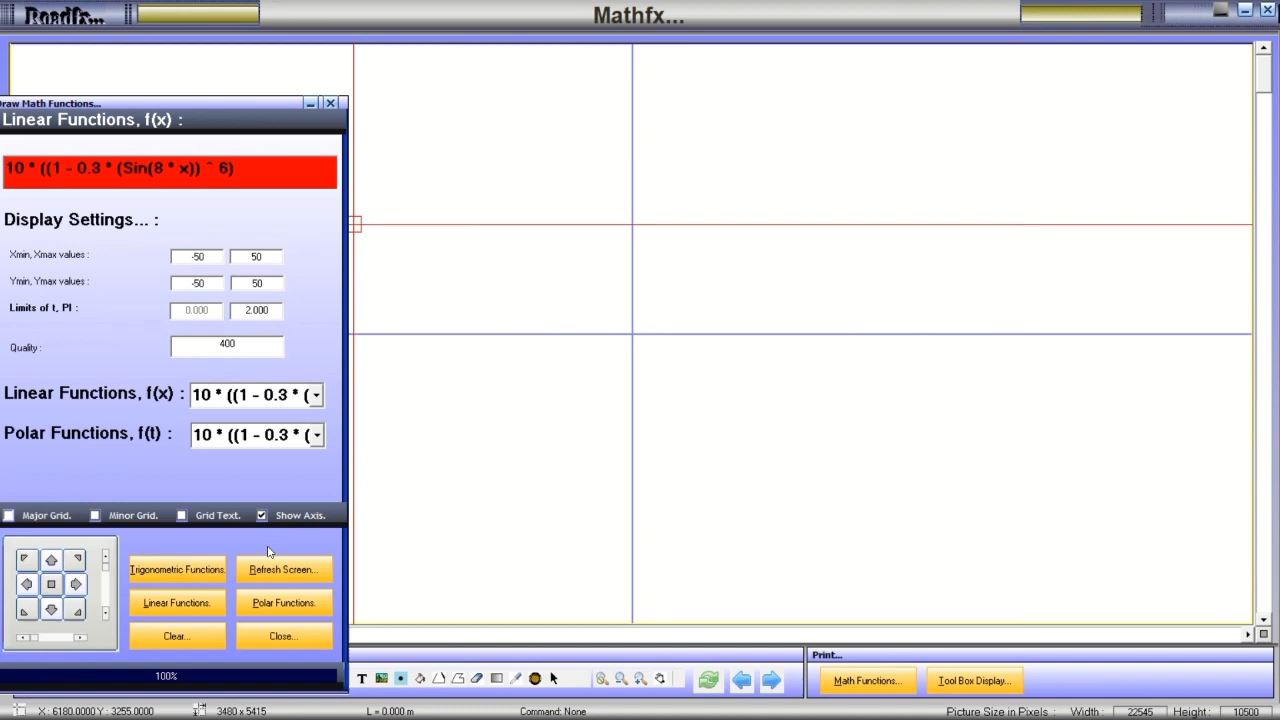 Roadfx...
Mathfx...
Draw Math Functions...
Linear Functions, f(x) :
10 * ((1 - 0.3 * (Sin(8 * x)) ^ 6)
Display Settings... :
Xmin, Xmax values : -50 50
Ymin, Ymax values : -50 50
Limits of t, PI : 0.000 2.000
Quality : 400
Linear Functions, f(x) : 10 * ((1 - 0.3 * (
Polar Functions, f(t) : 10 * ((1 - 0.3 * (
Major Grid. Minor Grid. Grid Text. Show Axis.
Trigonometric Functions. Refresh Screen...
Linear Functions. Polar Functions.
Clear... Close...
100%
Print...
T
Math Functions... Tool Box Display...
X : 6180.0000 Y : 3255.0000 3480 x 5415 L = 0.000 m Command: None Picture Size in Pixels : Width : 22545 Height : 10500